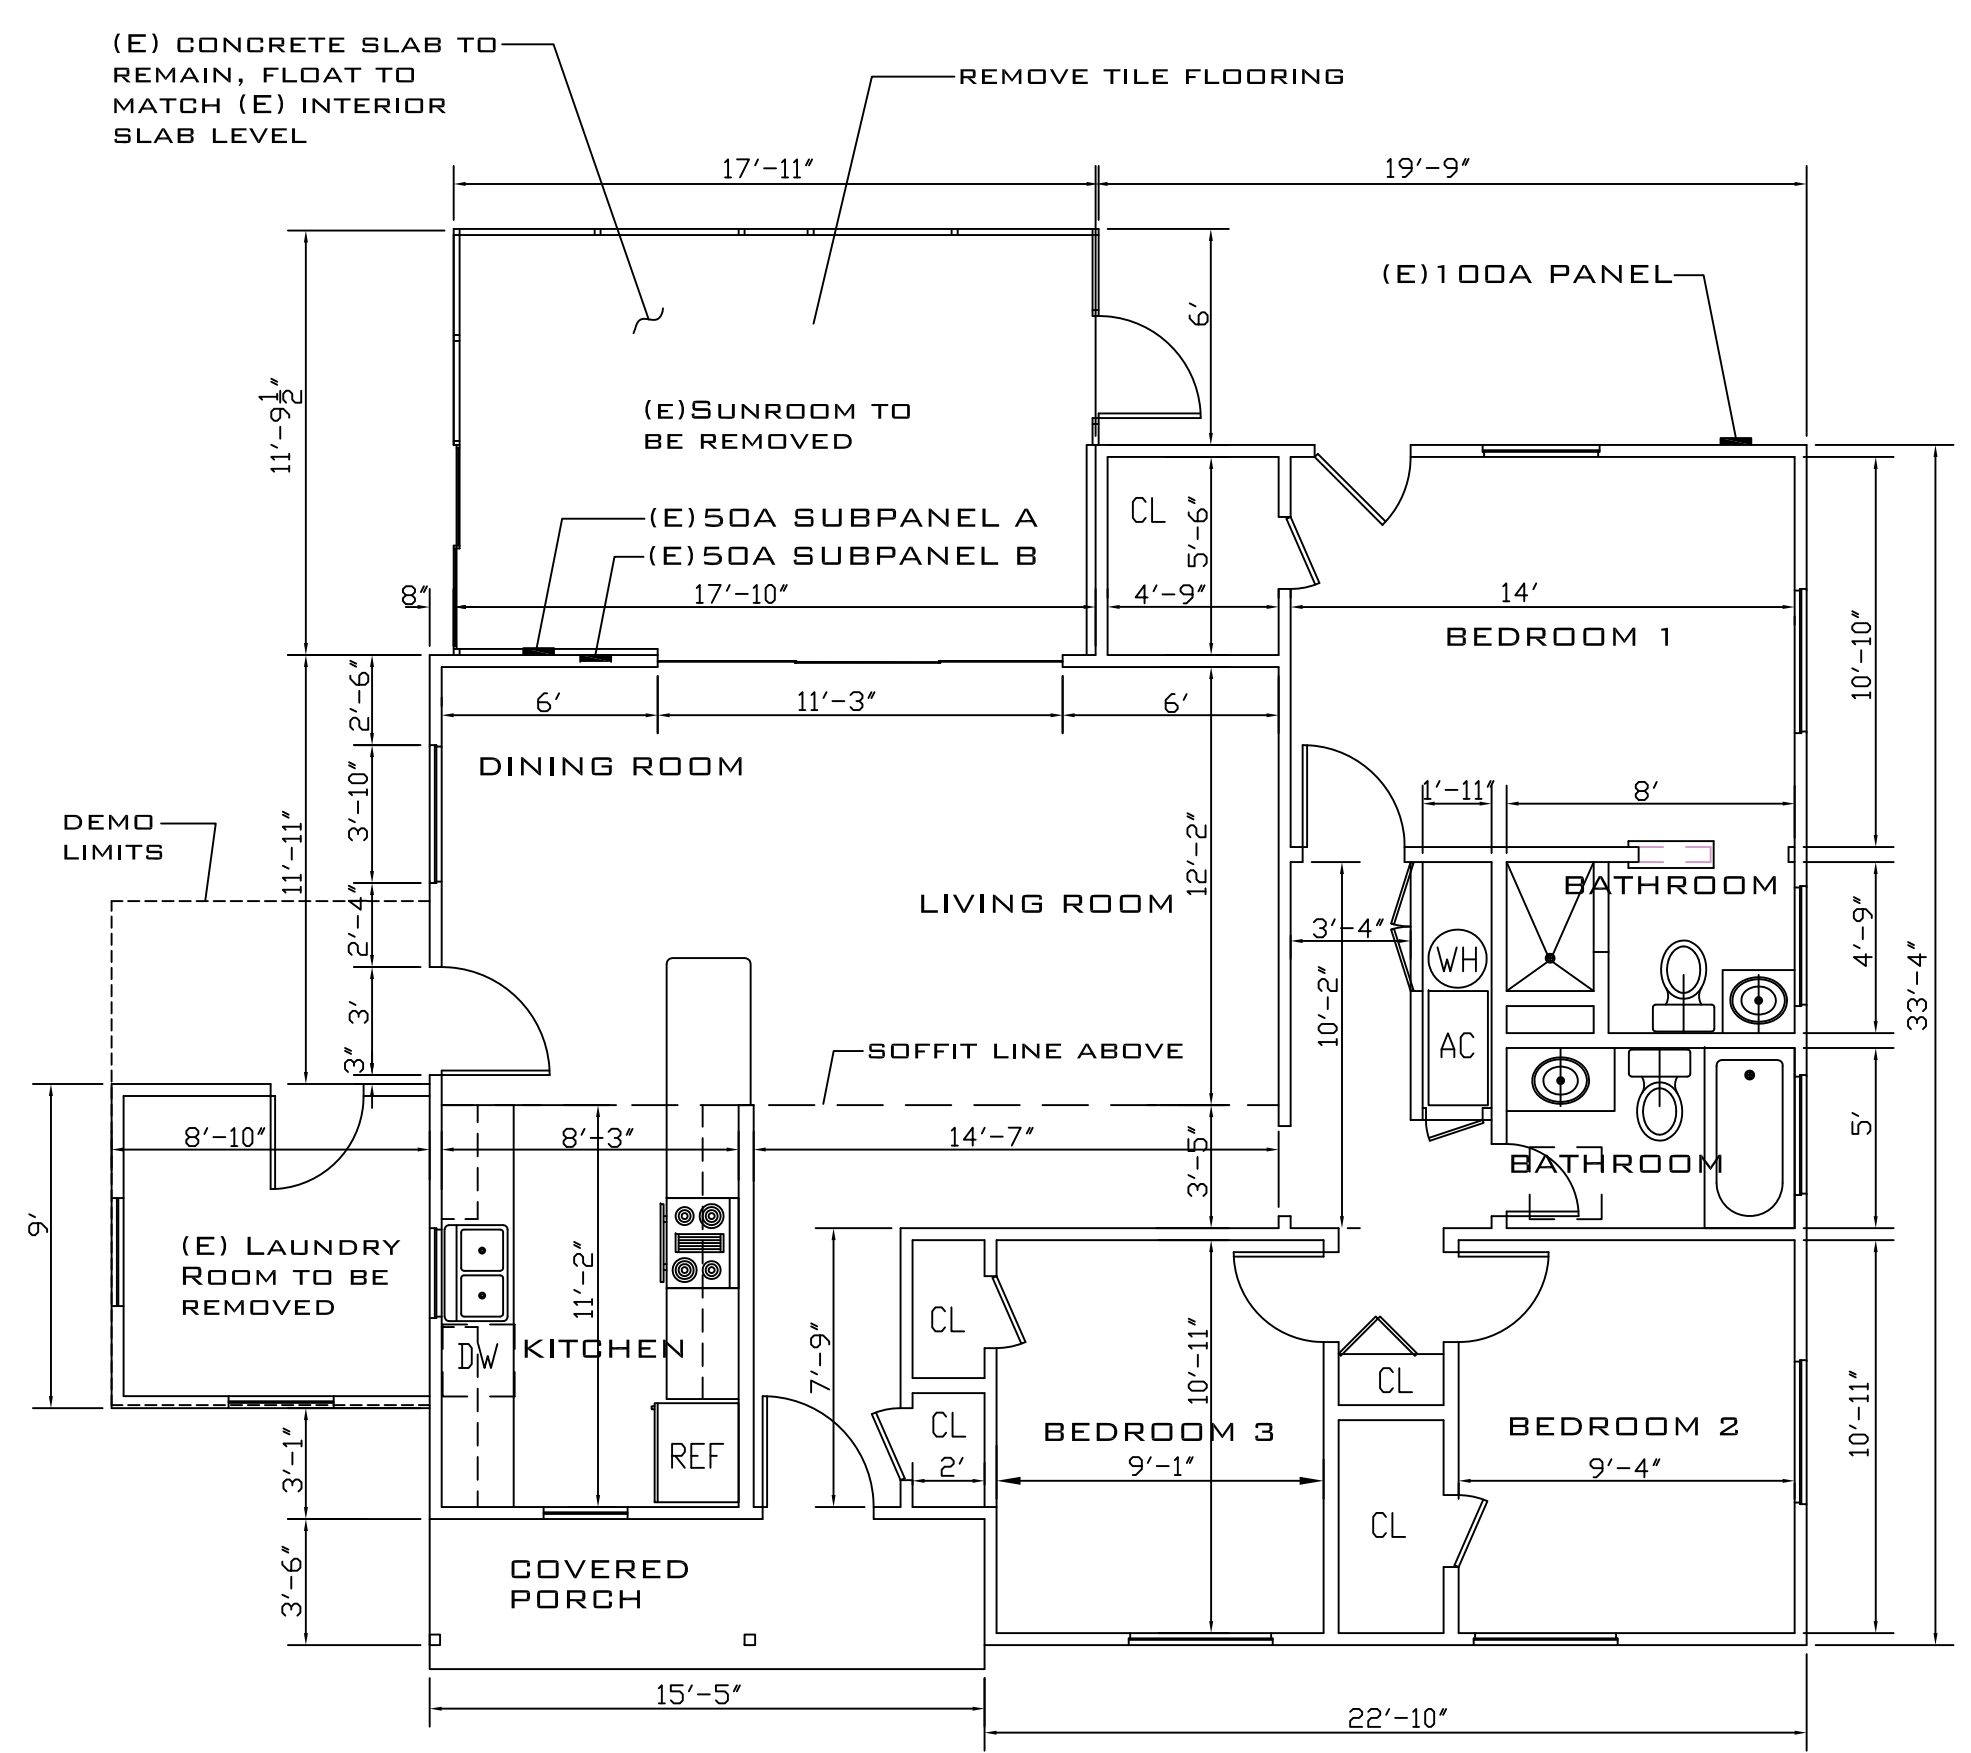 (E) CONCRETE SLAB TO
REMAIN, FLOAT TO
MATCH (E) INTERIOR
SLAB LEVEL
REMOVE TILE FLOORING
17'-11"
19'-9"
(E)100A PANEL
6'
11'-9 1/2"
(E)SUNROOM TO
BE REMOVED
(E)50A SUBPANEL A
(E)50A SUBPANEL B
CL
5'-6"
8"
17'-10"
4'-9"
14'
BEDROOM 1
10'-10"
2'-6"
6'
11'-3"
6'
DINING ROOM
3'-10"
11'-11"
DEMO
LIMITS
1'-11"
8'
12'-2"
BATHROOM
LIVING ROOM
2'-4"
3'-4"
4'-9"
WH
33'-4"
3'
10'-2"
3"
SOFFIT LINE ABOVE
AC
8'-10"
8'-3"
14'-7"
3'-5"
5'
BATHROOM
9'
(E) LAUNDRY
ROOM TO BE
REMOVED
11'-2"
DW
KITCHEN
7'-9"
CL
10'-11"
CL
CL
BEDROOM 3
BEDROOM 2
10'-11"
3'-1"
REF
2'
9'-1"
9'-4"
CL
3'-6"
COVERED
PORCH
15'-5"
22'-10"